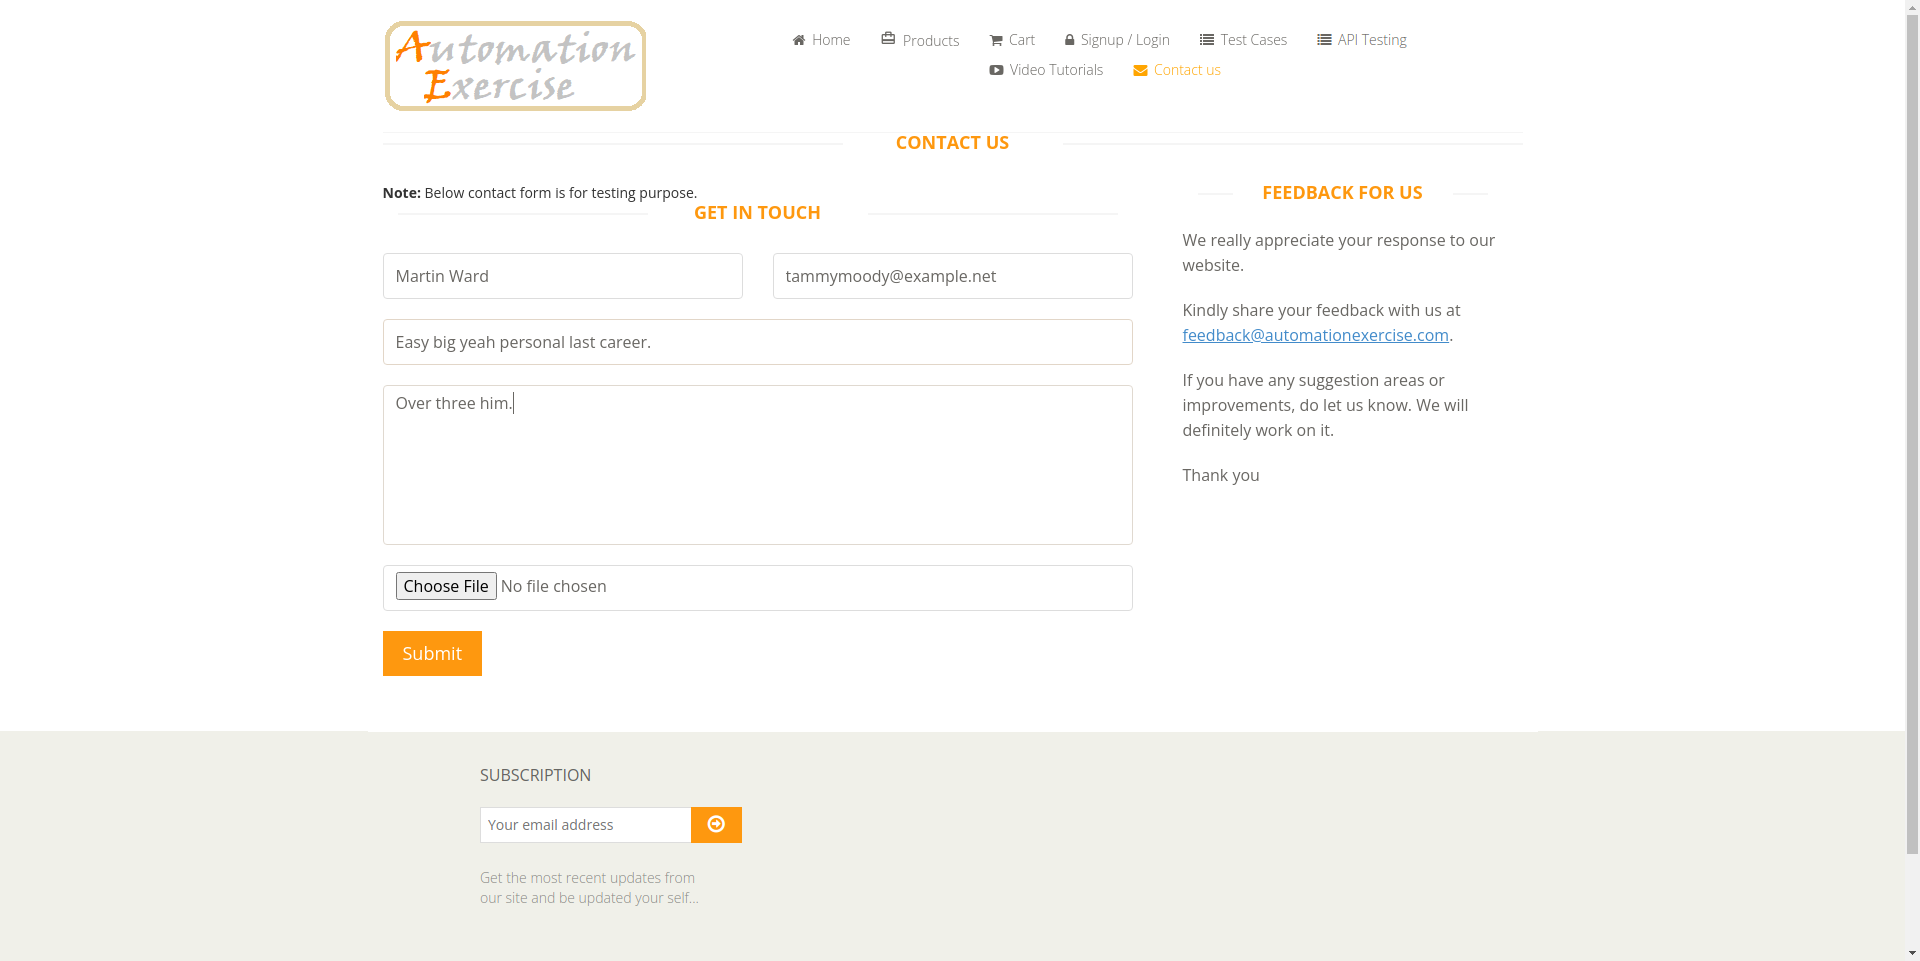 Automation
Exercise
Home
Products
Cart
Signup / Login
Test Cases
API Testing
Video Tutorials
Contact us
CONTACT US
Note: Below contact form is for testing purpose.
GET IN TOUCH
Martin Ward
tammymoody@example.net
Easy big yeah personal last career.
Over three him.
Choose File No file chosen
Submit
FEEDBACK FOR US
We really appreciate your response to our
website.
Kindly share your feedback with us at
feedback@automationexercise.com.
If you have any suggestion areas or
improvements, do let us know. We will
definitely work on it.
Thank you
SUBSCRIPTION
Your email address
Get the most recent updates from
our site and be updated your self...